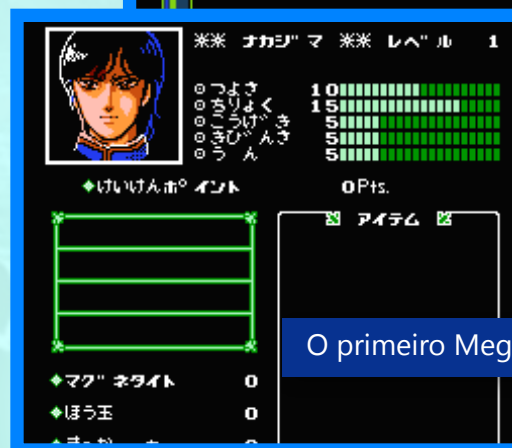 ※※ ナカジマ ※※ レベル 1
◎つよさ 10
◎ちりよく 15
◎こうげき 5
◎きびんさ 5
◎うん 5
◆けいけんポイント 0Pts.
アイテム
O primeiro Meg
◆マグネタイト 0
◆ほう玉 0